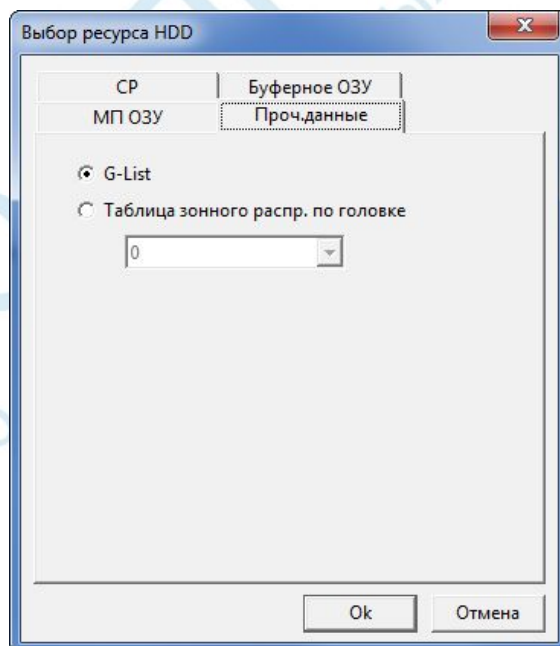 Выбор ресурса HDD
СР
Буферное ОЗУ
МП ОЗУ
Проч.данные
G-List
Таблица зонного распр. по головке
0
Ok
Отмена